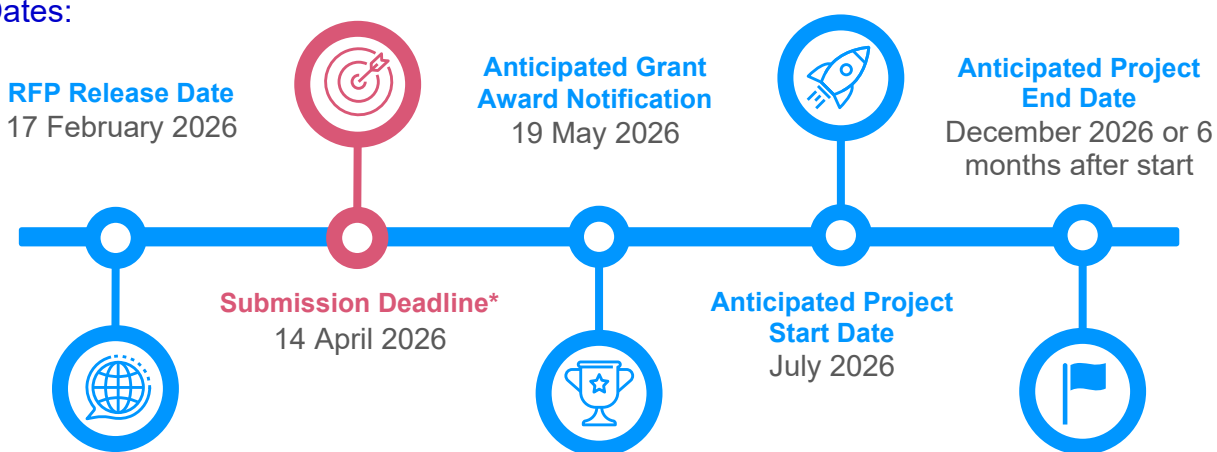 Dates:
RFP Release Date
17 February 2026
Submission Deadline*
14 April 2026
Anticipated Grant
Award Notification
19 May 2026
Anticipated Project
Start Date
July 2026
Anticipated Project
End Date
December 2026 or 6
months after start